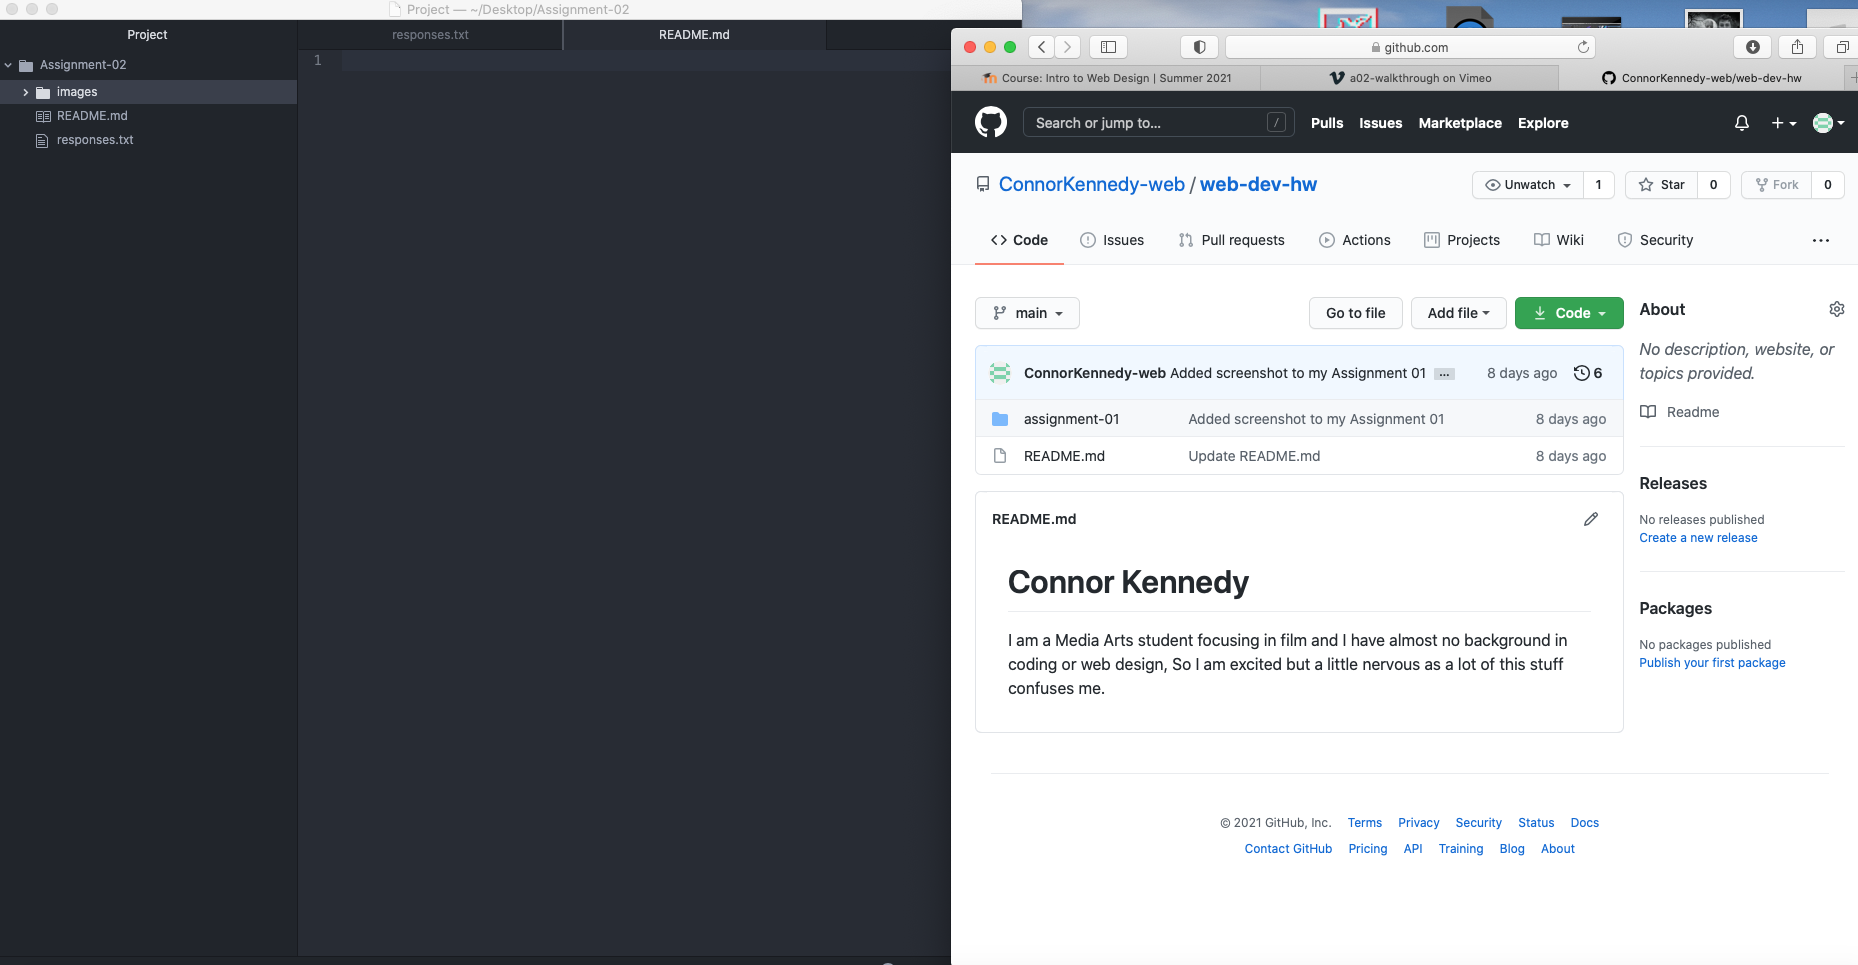 Project — ~/Desktop/Assignment-02
Project
responses.txt
README.md
Assignment-02
images
README.md
responses.txt
1
github.com
Course: Intro to Web Design | Summer 2021
a02-walkthrough on Vimeo
ConnorKennedy-web/web-dev-hw
Search or jump to...
/
Pulls
Issues
Marketplace
Explore
ConnorKennedy-web / web-dev-hw
Unwatch
1
Star
0
Fork
0
Code
Issues
Pull requests
Actions
Projects
Wiki
Security
main
Go to file
Add file
Code
ConnorKennedy-web Added screenshot to my Assignment 01 ... 8 days ago 6
assignment-01 Added screenshot to my Assignment 01 8 days ago
README.md Update README.md 8 days ago
README.md
Connor Kennedy
I am a Media Arts student focusing in film and I have almost no background in
coding or web design, So I am excited but a little nervous as a lot of this stuff
confuses me.
About
No description, website, or
topics provided.
Readme
Releases
No releases published
Create a new release
Packages
No packages published
Publish your first package
© 2021 GitHub, Inc. Terms Privacy Security Status Docs
Contact GitHub Pricing API Training Blog About